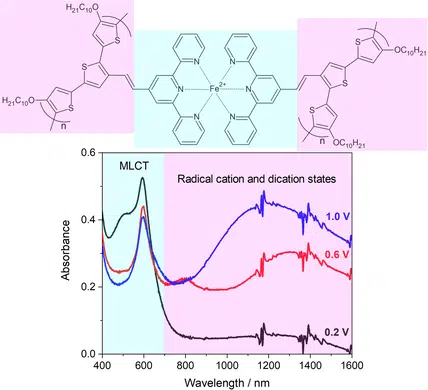 H21C10O
S
S
S
H21C10O
S
n
N
N
N
Fe2+
N
N
N
S
OC10H21
S
S
S
n
OC10H21
MLCT
Radical cation and dication states
1.0 V
0.6 V
0.2 V
Absorbance
0.6
0.4
0.2
0.0
400 600 800 1000 1200 1400 1600
Wavelength / nm